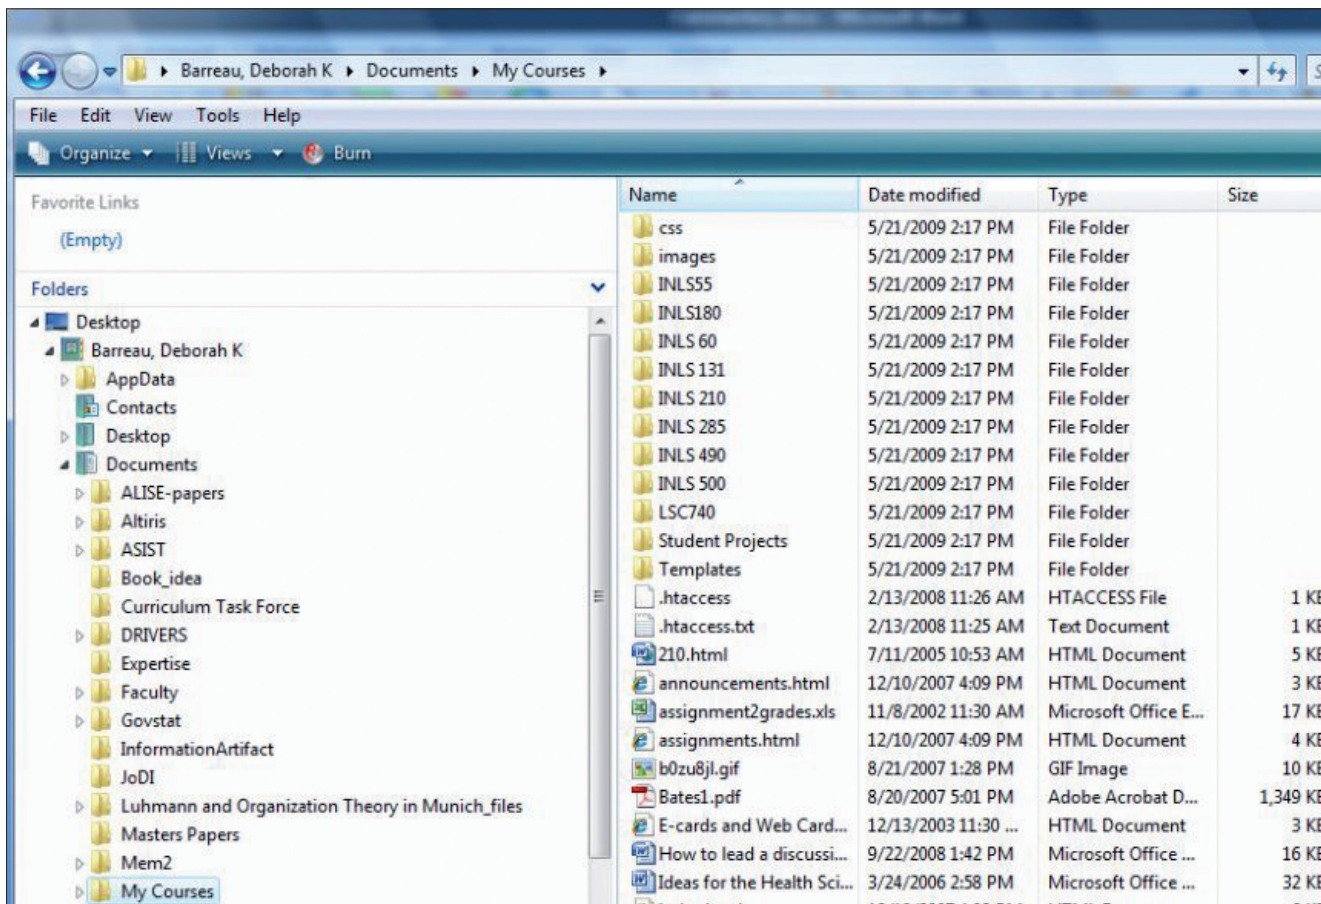 Barreau, Deborah K Documents My Courses
File Edit View Tools Help
Organize Views Burn
Favorite Links
(Empty)
Folders
Desktop
Barreau, Deborah K
AppData
Contacts
Desktop
Documents
ALISE-papers
Altiris
ASIST
Book_idea
Curriculum Task Force
DRIVERS
Expertise
Faculty
Govstat
InformationArtifact
JoDI
Luhmann and Organization Theory in Munich_files
Masters Papers
Mem2
My Courses
Name Date modified Type Size
css 5/21/2009 2:17 PM File Folder
images 5/21/2009 2:17 PM File Folder
INLS55 5/21/2009 2:17 PM File Folder
INLS180 5/21/2009 2:17 PM File Folder
INLS 60 5/21/2009 2:17 PM File Folder
INLS 131 5/21/2009 2:17 PM File Folder
INLS 210 5/21/2009 2:17 PM File Folder
INLS 285 5/21/2009 2:17 PM File Folder
INLS 490 5/21/2009 2:17 PM File Folder
INLS 500 5/21/2009 2:17 PM File Folder
LSC740 5/21/2009 2:17 PM File Folder
Student Projects 5/21/2009 2:17 PM File Folder
Templates 5/21/2009 2:17 PM File Folder
.htaccess 2/13/2008 11:26 AM HTACCESS File 1 KB
.htaccess.txt 2/13/2008 11:25 AM Text Document 1 KB
210.html 7/11/2005 10:53 AM HTML Document 5 KB
announcements.html 12/10/2007 4:09 PM HTML Document 3 KB
assignment2grades.xls 11/8/2002 11:30 AM Microsoft Office E... 17 KB
assignments.html 12/10/2007 4:09 PM HTML Document 4 KB
b0zu8jl.gif 8/21/2007 1:28 PM GIF Image 10 KB
Bates1.pdf 8/20/2007 5:01 PM Adobe Acrobat D... 1,349 KB
E-cards and Web Card... 12/13/2003 11:30 ... HTML Document 3 KB
How to lead a discussi... 9/22/2008 1:42 PM Microsoft Office ... 16 KB
Ideas for the Health Sci... 3/24/2006 2:58 PM Microsoft Office ... 32 KB